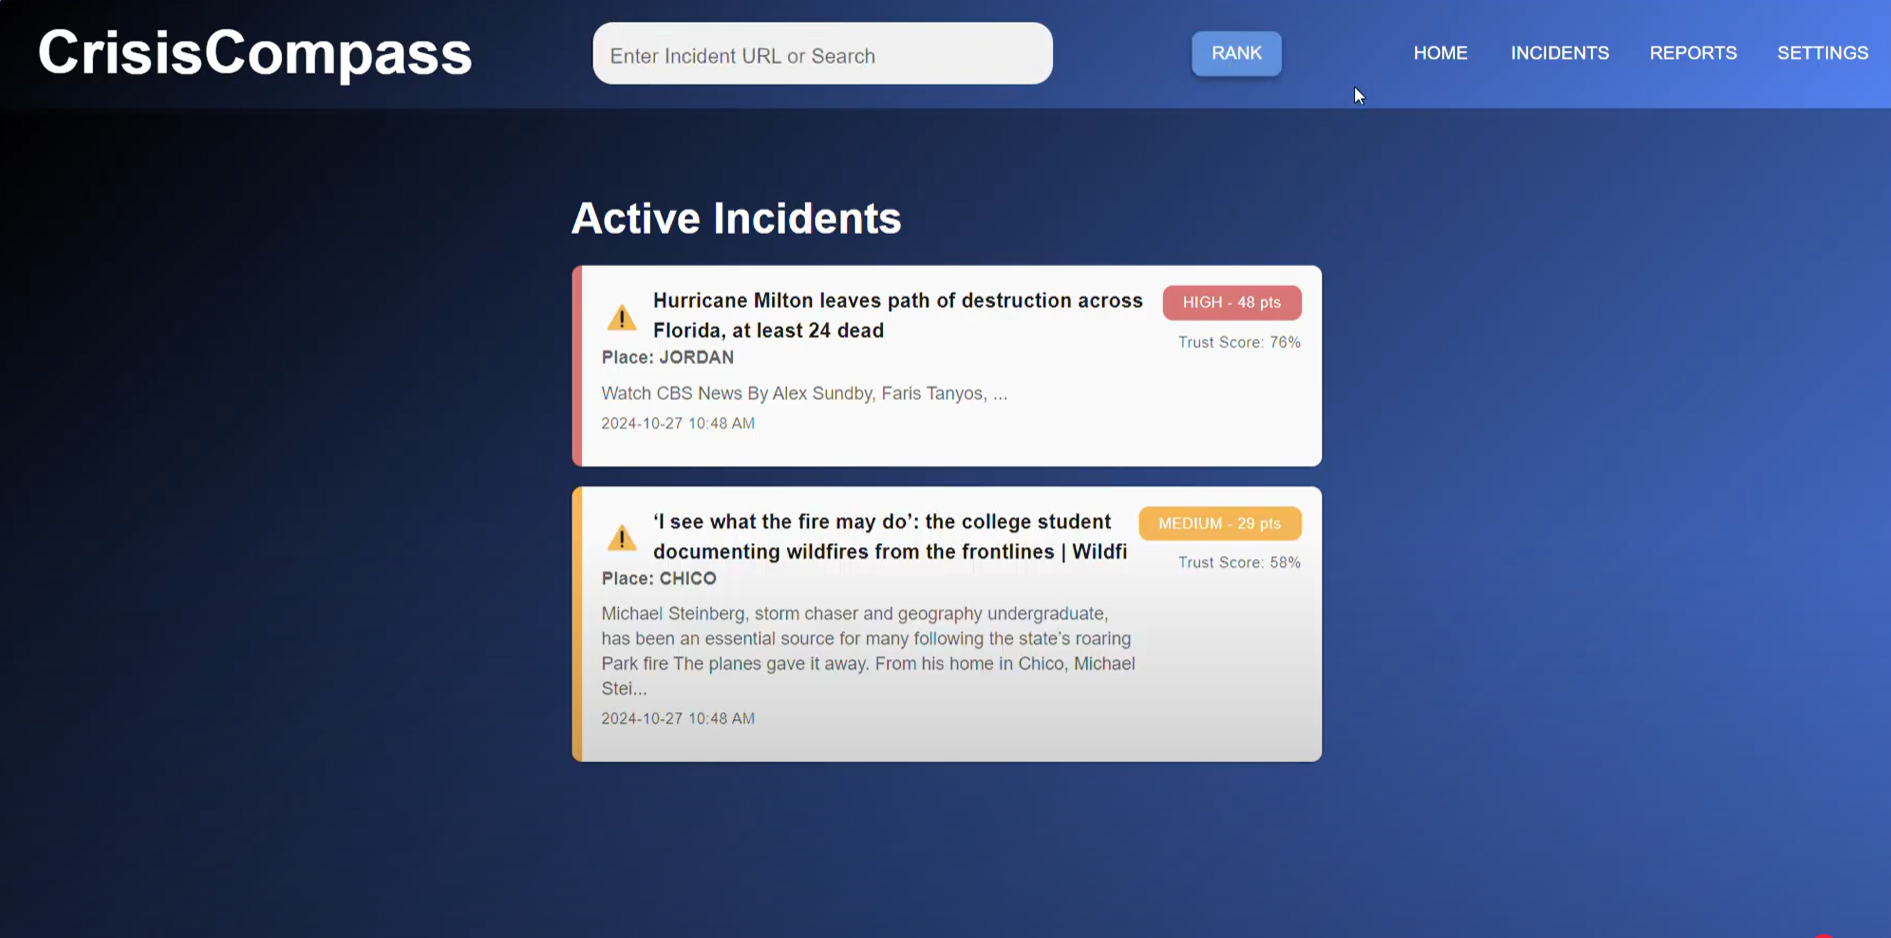 CrisisCompass
Enter Incident URL or Search
RANK
HOME
INCIDENTS
REPORTS
SETTINGS
Active Incidents
Hurricane Milton leaves path of destruction across
Florida, at least 24 dead
HIGH - 48 pts
Trust Score: 76%
Place: JORDAN
Watch CBS News By Alex Sundby, Faris Tanyos, ...
2024-10-27 10:48 AM
‘I see what the fire may do’: the college student
documenting wildfires from the frontlines | Wildfi
MEDIUM - 29 pts
Trust Score: 58%
Place: CHICO
Michael Steinberg, storm chaser and geography undergraduate,
has been an essential source for many following the state’s roaring
Park fire The planes gave it away. From his home in Chico, Michael
Stei...
2024-10-27 10:48 AM